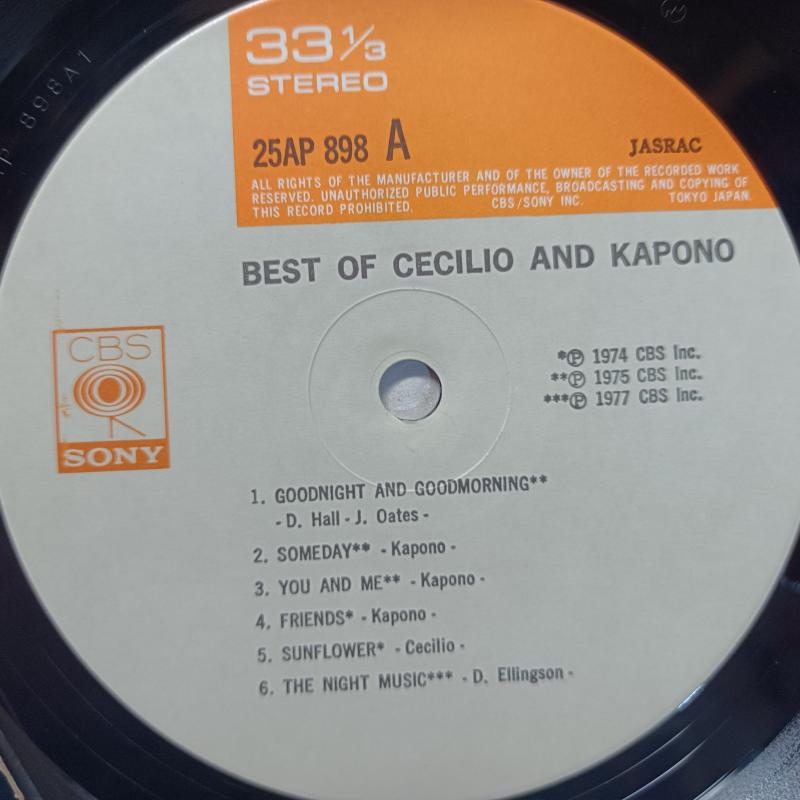 33 1/3
STEREO
25AP 898 A
JASRAC
ALL RIGHTS OF THE MANUFACTURER AND OF THE OWNER OF THE RECORDED WORK
RESERVED. UNAUTHORIZED PUBLIC PERFORMANCE, BROADCASTING AND COPYING OF
THIS RECORD PROHIBITED. CBS/SONY INC. TOKYO JAPAN.
BEST OF CECILIO AND KAPONO
CBS
SONY
*Ⓟ 1974 CBS Inc.
**Ⓟ 1975 CBS Inc.
***Ⓟ 1977 CBS Inc.
1. GOODNIGHT AND GOODMORNING**
- D. Hall - J. Oates -
2. SOMEDAY** - Kapono -
3. YOU AND ME** - Kapono -
4. FRIENDS* - Kapono -
5. SUNFLOWER* - Cecilio -
6. THE NIGHT MUSIC*** - D. Ellingson -
P 898A1